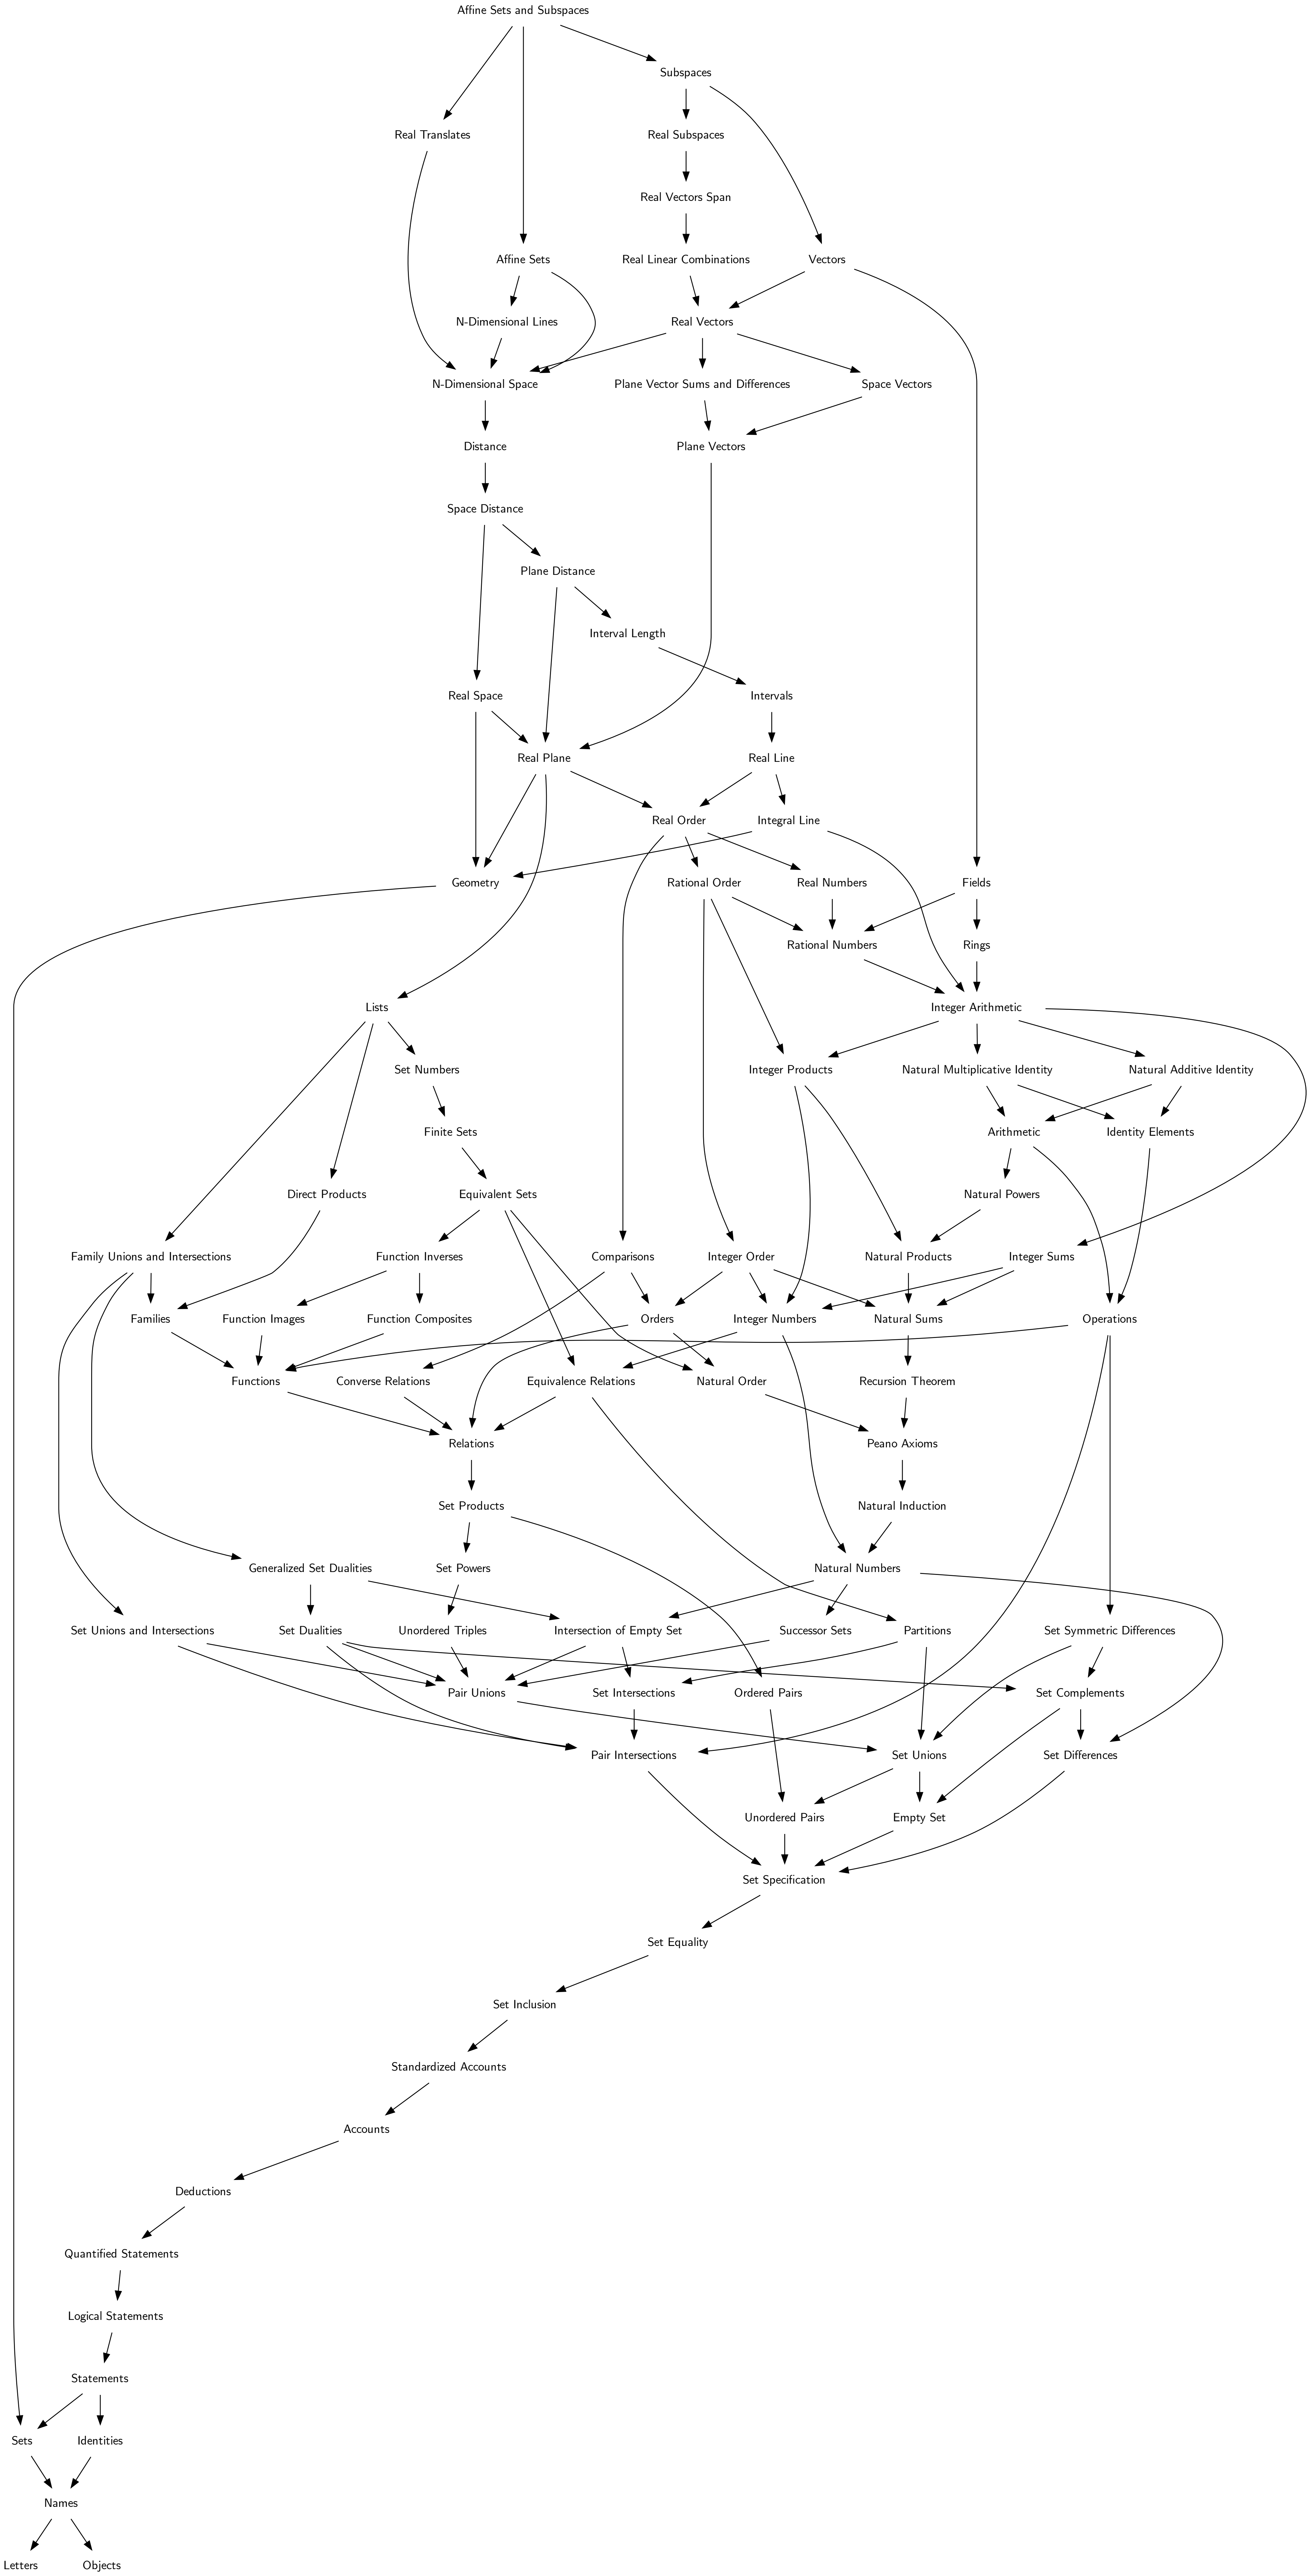 Affine Sets and Subspaces
Subspaces
Real Translates
Real Subspaces
Real Vectors Span
Affine Sets
Real Linear Combinations
Vectors
N-Dimensional Lines
Real Vectors
N-Dimensional Space
Plane Vector Sums and Differences
Space Vectors
Distance
Plane Vectors
Space Distance
Plane Distance
Interval Length
Real Space
Intervals
Real Plane
Real Line
Real Order
Integral Line
Geometry
Rational Order
Real Numbers
Fields
Rational Numbers
Rings
Lists
Integer Arithmetic
Set Numbers
Integer Products
Natural Multiplicative Identity
Natural Additive Identity
Finite Sets
Arithmetic
Identity Elements
Direct Products
Equivalent Sets
Natural Powers
Family Unions and Intersections
Function Inverses
Comparisons
Integer Order
Natural Products
Integer Sums
Families
Function Images
Function Composites
Orders
Integer Numbers
Natural Sums
Operations
Functions
Converse Relations
Equivalence Relations
Natural Order
Recursion Theorem
Relations
Peano Axioms
Set Products
Natural Induction
Generalized Set Dualities
Set Powers
Natural Numbers
Set Unions and Intersections
Set Dualities
Unordered Triples
Intersection of Empty Set
Successor Sets
Partitions
Set Symmetric Differences
Pair Unions
Set Intersections
Ordered Pairs
Set Complements
Pair Intersections
Set Unions
Set Differences
Unordered Pairs
Empty Set
Set Specification
Set Equality
Set Inclusion
Standardized Accounts
Accounts
Deductions
Quantified Statements
Logical Statements
Statements
Sets
Identities
Names
Letters
Objects